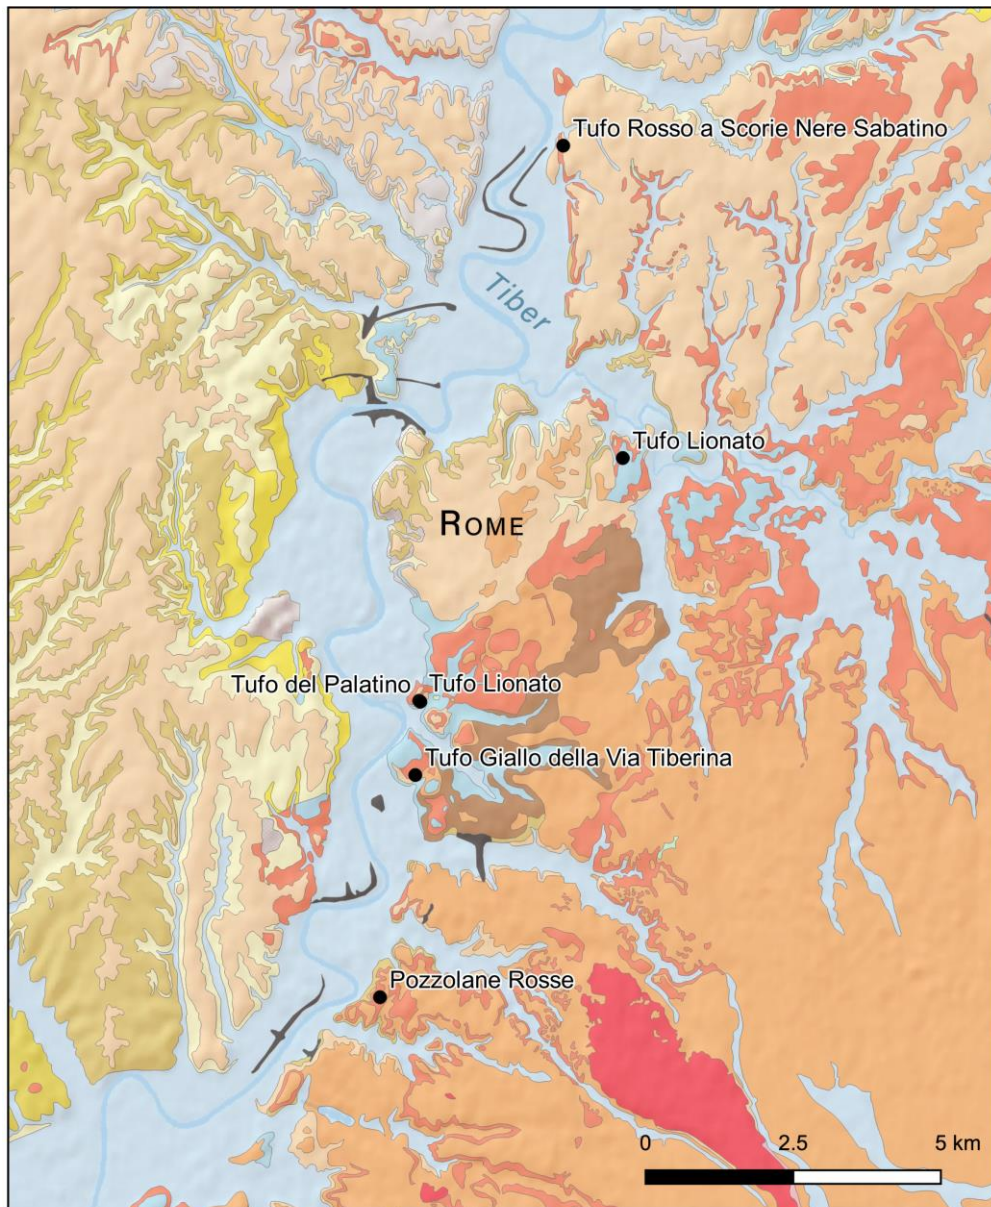 Tufo Rosso a Scorie Nere Sabatino
Tiber
Tufo Lionato
ROME
Tufo del Palatino Tufo Lionato
Tufo Giallo della Via Tiberina
Pozzolane Rosse
0 2.5 5 km